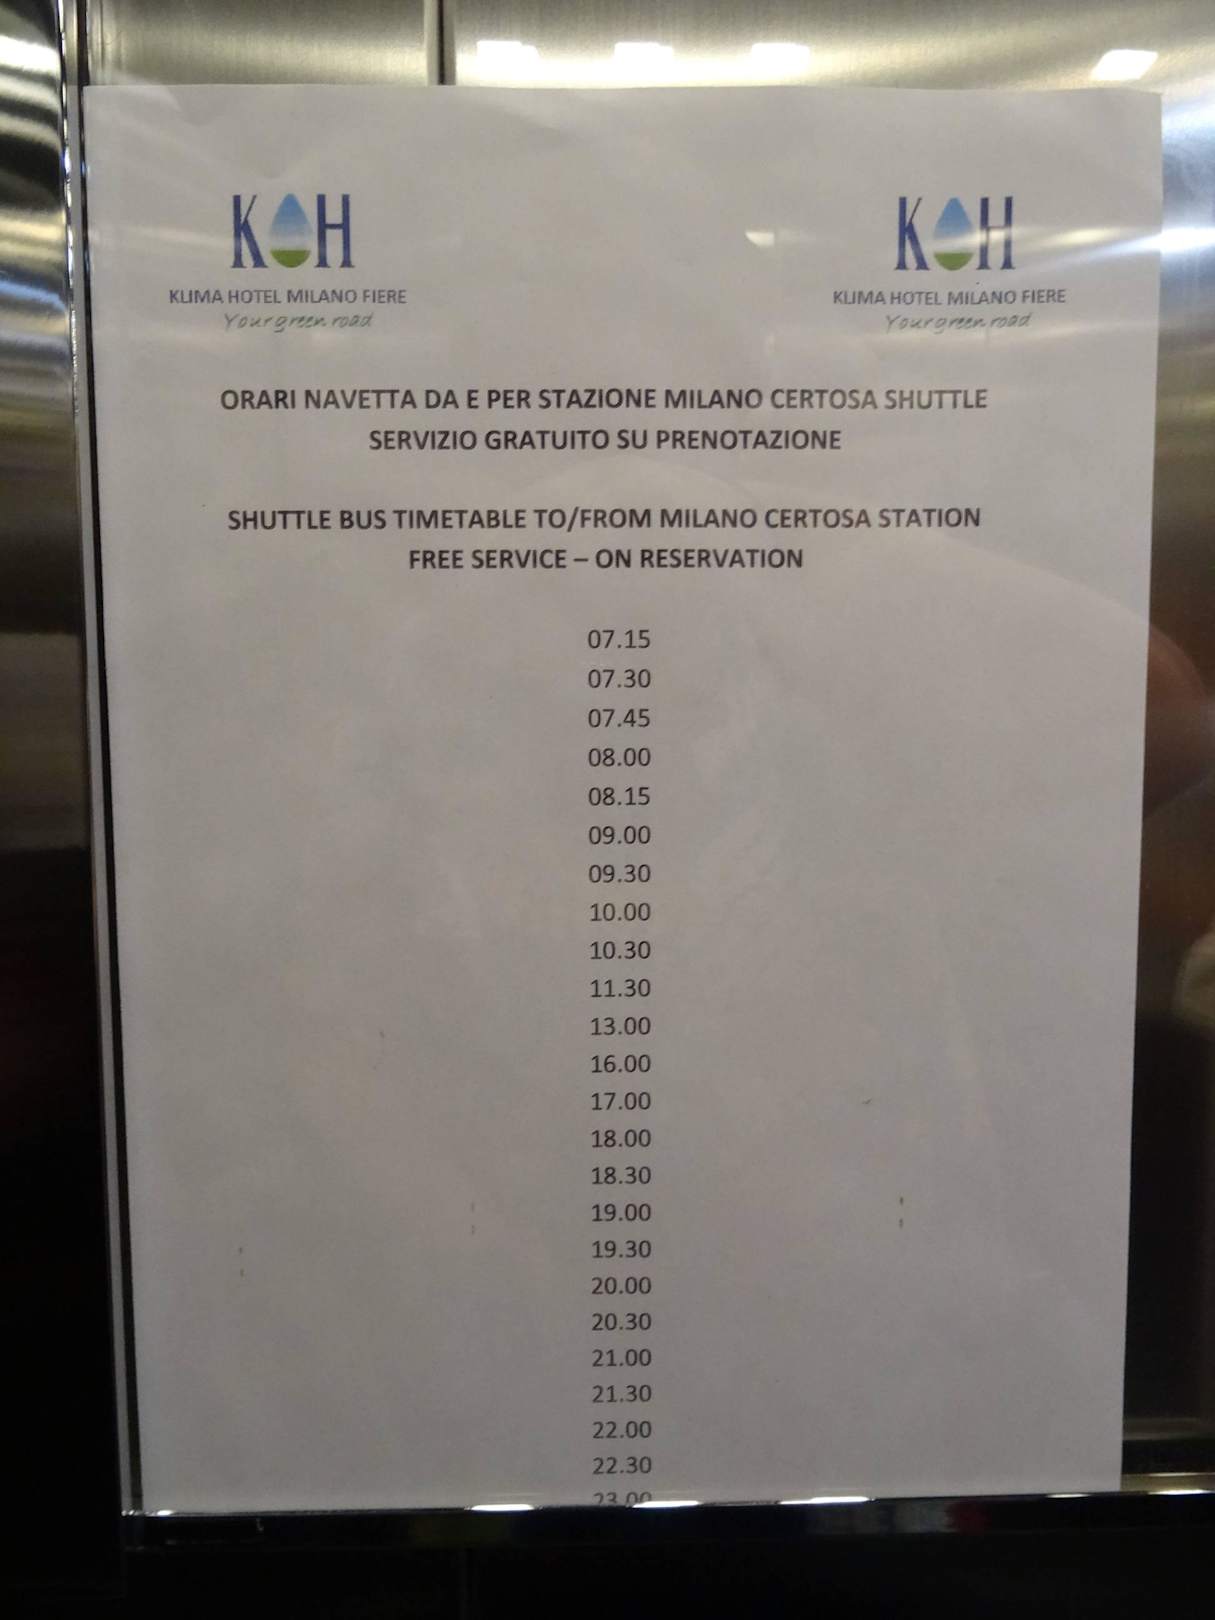 KH
KLIMA HOTEL MILANO FIERE
Your green road
KH
KLIMA HOTEL MILANO FIERE
Your green road
ORARI NAVETTA DA E PER STAZIONE MILANO CERTOSA SHUTTLE
SERVIZIO GRATUITO SU PRENOTAZIONE
SHUTTLE BUS TIMETABLE TO/FROM MILANO CERTOSA STATION
FREE SERVICE – ON RESERVATION
07.15
07.30
07.45
08.00
08.15
09.00
09.30
10.00
10.30
11.30
13.00
16.00
17.00
18.00
18.30
19.00
19.30
20.00
20.30
21.00
21.30
22.00
22.30
23.00